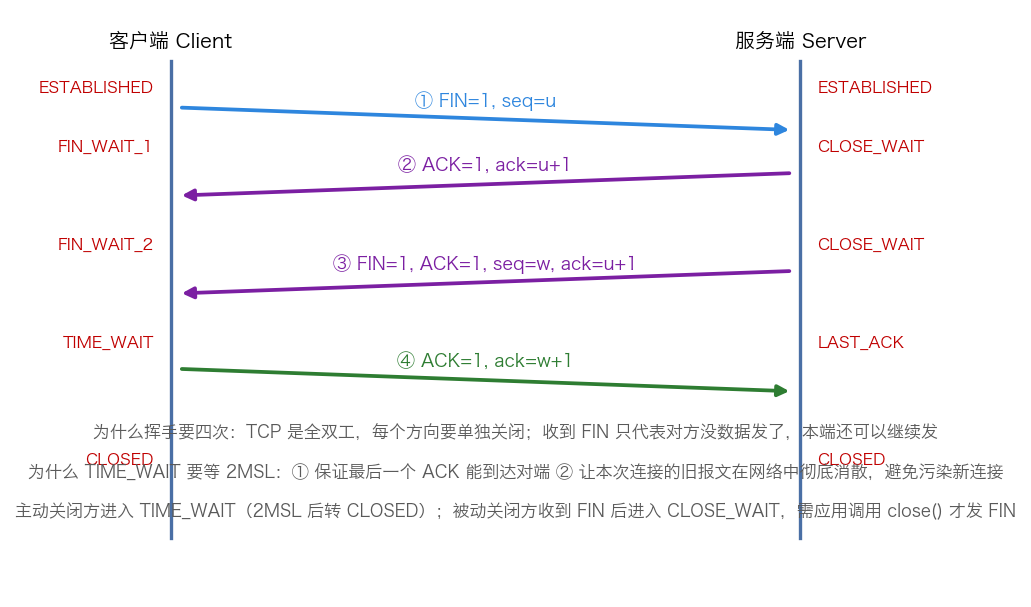 客户端 Client
服务端 Server
ESTABLISHED
ESTABLISHED
① FIN=1, seq=u
FIN_WAIT_1
CLOSE_WAIT
② ACK=1, ack=u+1
FIN_WAIT_2
CLOSE_WAIT
③ FIN=1, ACK=1, seq=w, ack=u+1
TIME_WAIT
LAST_ACK
④ ACK=1, ack=w+1
为什么挥手要四次：TCP 是全双工，每个方向要单独关闭；收到 FIN 只代表对方没数据发了，本端还可以继续发
CLOSED
CLOSED
为什么 TIME_WAIT 要等 2MSL：① 保证最后一个 ACK 能到达对端 ② 让本次连接的旧报文在网络中彻底消散，避免污染新连接
主动关闭方进入 TIME_WAIT（2MSL 后转 CLOSED）；被动关闭方收到 FIN 后进入 CLOSE_WAIT，需应用调用 close() 才发 FIN